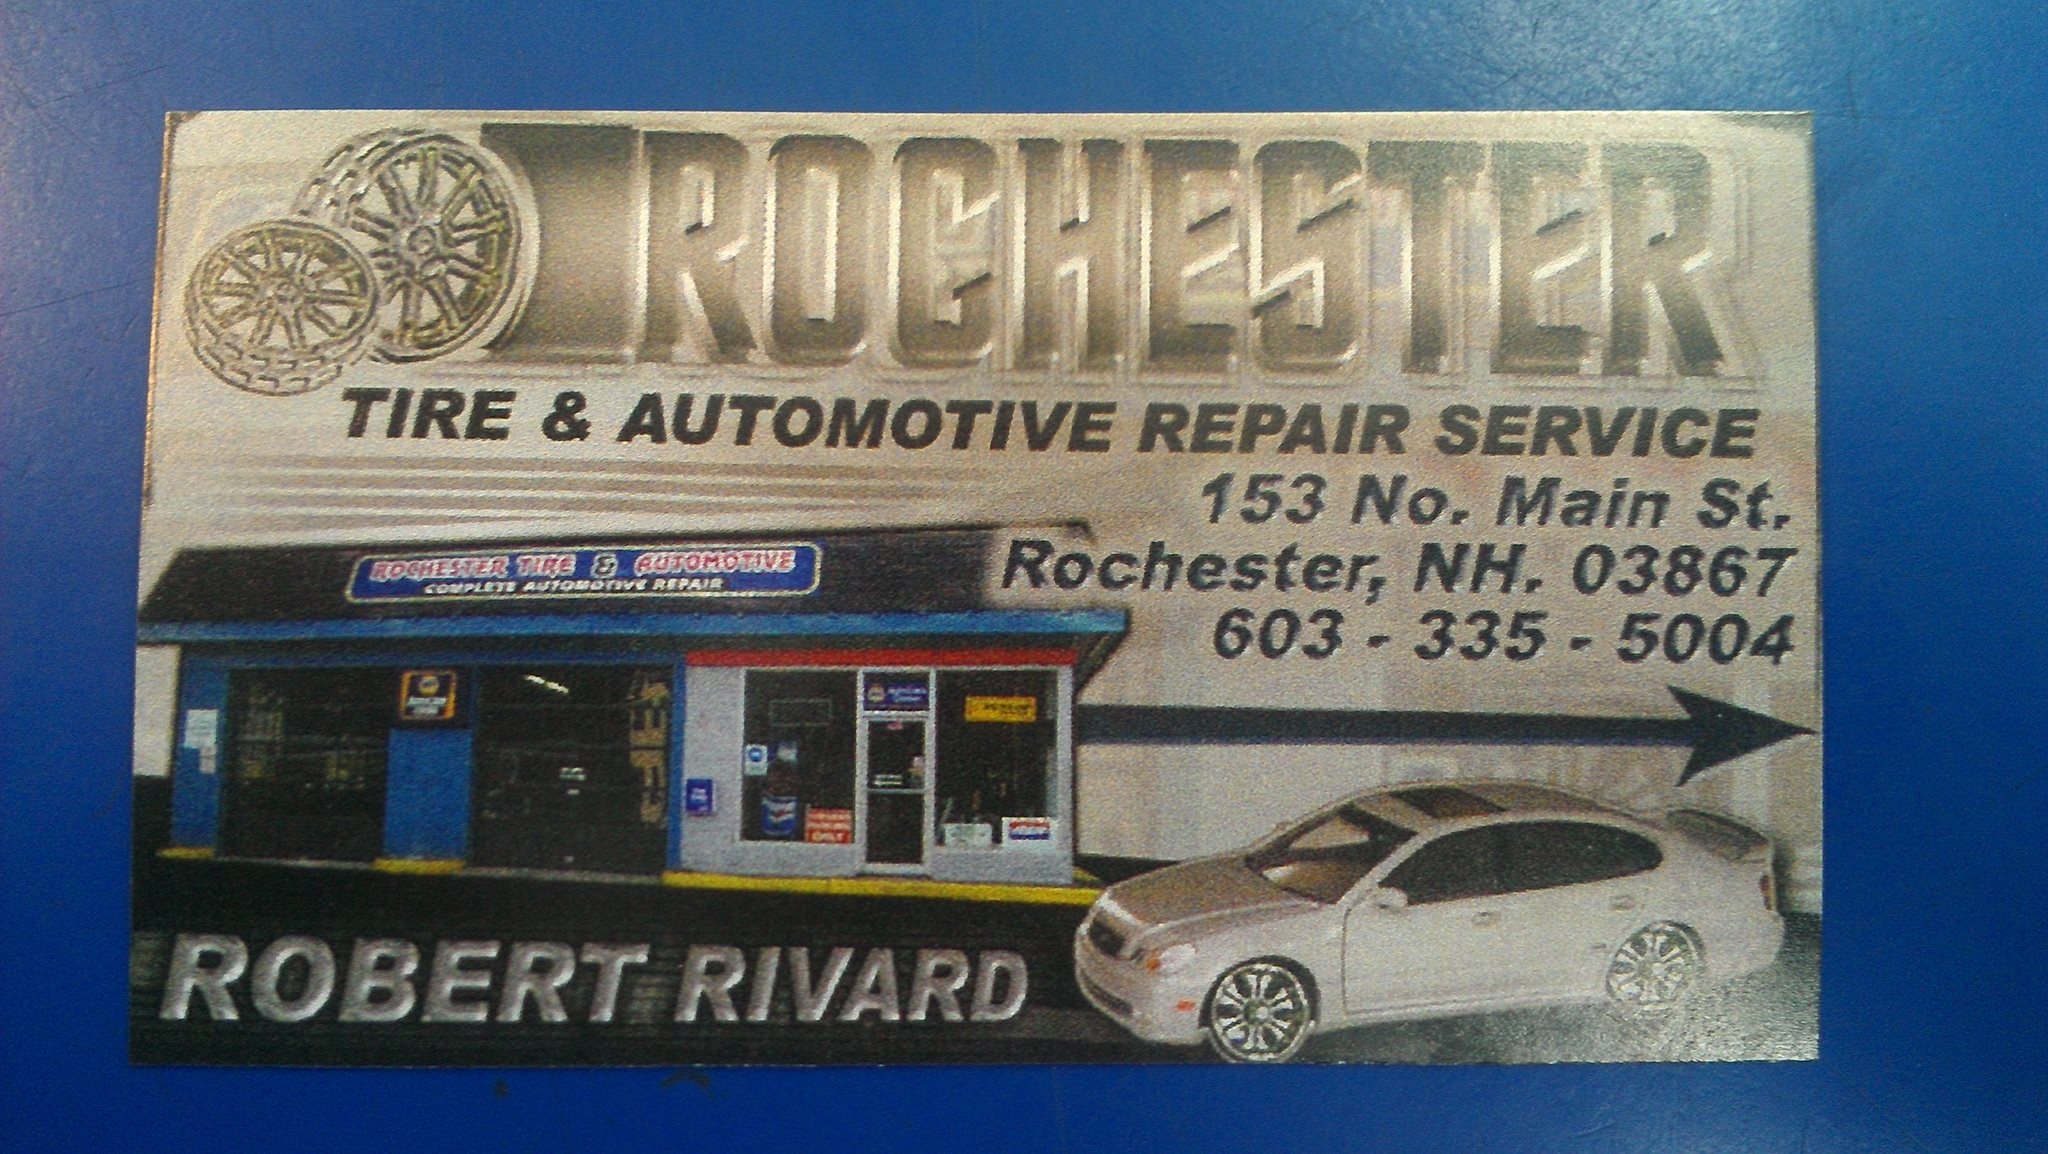 ROCHESTER
TIRE & AUTOMOTIVE REPAIR SERVICE
153 No. Main St.
Rochester, NH. 03867
603 - 335 - 5004
ROCHESTER TIRE & AUTOMOTIVE
COMPLETE AUTOMOTIVE REPAIR
ROBERT RIVARD